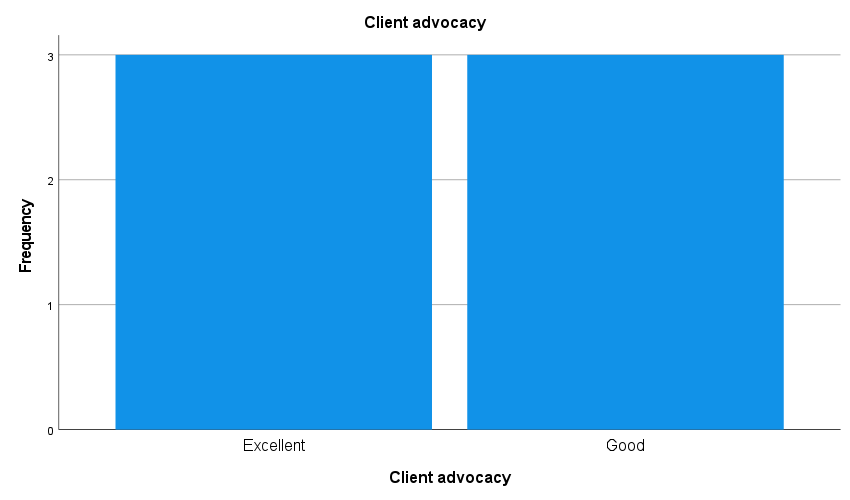 Client advocacy
3
2
1
0
Frequency
Excellent
Good
Client advocacy